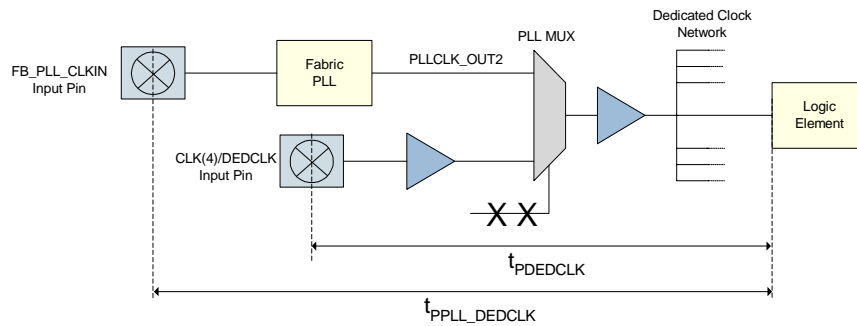 Dedicated Clock
Network
PLL MUX
FB_PLL_CLKIN
Input Pin
Fabric
PLL
PLLCLK_OUT2
Logic
Element
CLK(4)/DEDCLK
Input Pin
X X
tPDEDCLK
tPPLL_DEDCLK